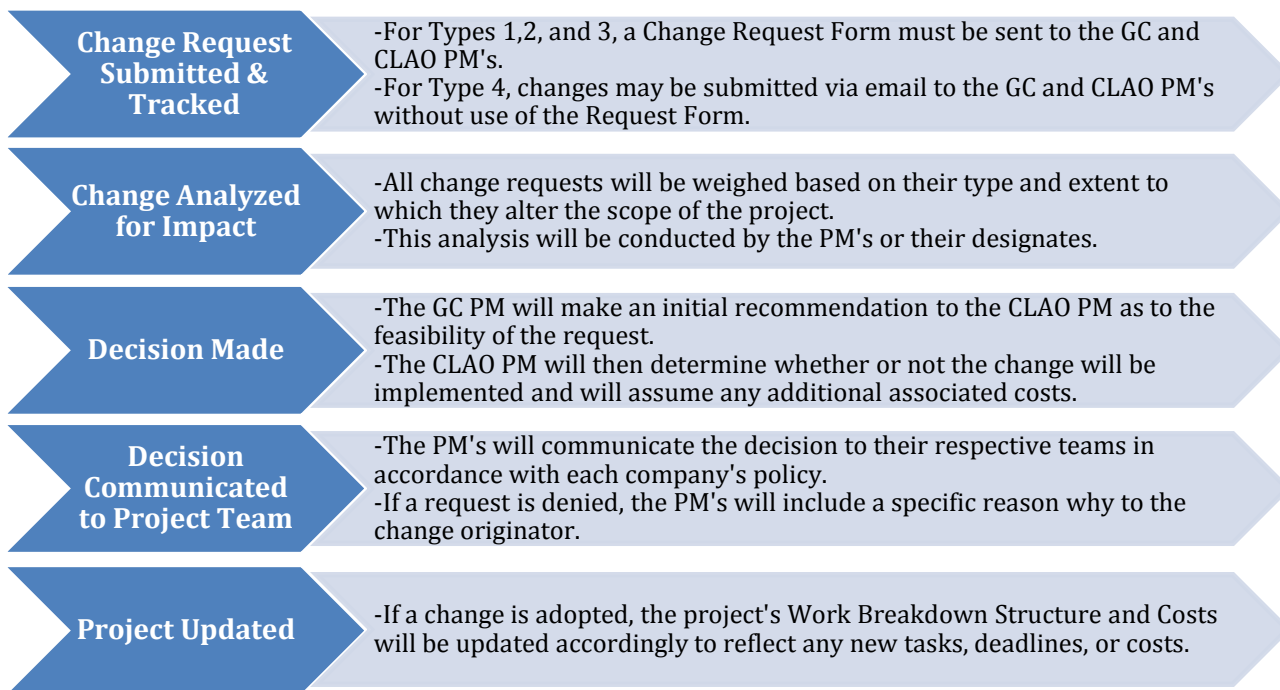 Change Request
Submitted &
Tracked
-For Types 1,2, and 3, a Change Request Form must be sent to the GC and
CLAO PM's.
-For Type 4, changes may be submitted via email to the GC and CLAO PM's
without use of the Request Form.
Change Analyzed
for Impact
-All change requests will be weighed based on their type and extent to
which they alter the scope of the project.
-This analysis will be conducted by the PM's or their designates.
Decision Made
-The GC PM will make an initial recommendation to the CLAO PM as to the
feasibility of the request.
-The CLAO PM will then determine whether or not the change will be
implemented and will assume any additional associated costs.
Decision
Communicated
to Project Team
-The PM's will communicate the decision to their respective teams in
accordance with each company's policy.
-If a request is denied, the PM's will include a specific reason why to the
change originator.
Project Updated
-If a change is adopted, the project's Work Breakdown Structure and Costs
will be updated accordingly to reflect any new tasks, deadlines, or costs.